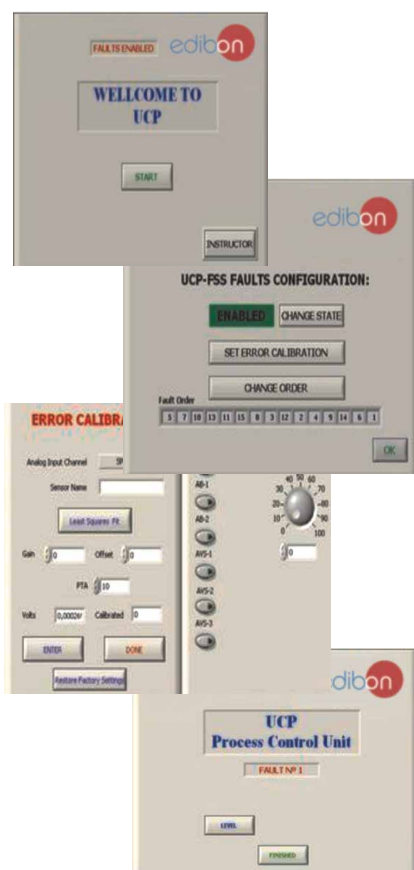 FAULTS ENABLED
edibon
WELLCOME TO
UCP
START
INSTRUCTOR
edibon
UCP-FSS FAULTS CONFIGURATION:
ENABLED CHANGE STATE
SET ERROR CALIBRATION
CHANGE ORDER
Fault Order
5 7 10 13 11 15 8 3 12 2 4 9 14 6 1
OK
ERROR CALIBRA
Analog Input Channel
Sensor Name
Least Squares Fit
Gain 0 Offset 0
PTA 10
Volts 0,00026 Calibrated 0
ENTER DONE
Restore Factory Settings
AB-1
AB-2
AVS-1
AVS-2
AVS-3
0 10 20 30 40 50 60 70 80 90 100
0
dibon
UCP
Process Control Unit
FAULT Nº 1
LEVEL
FINISHED